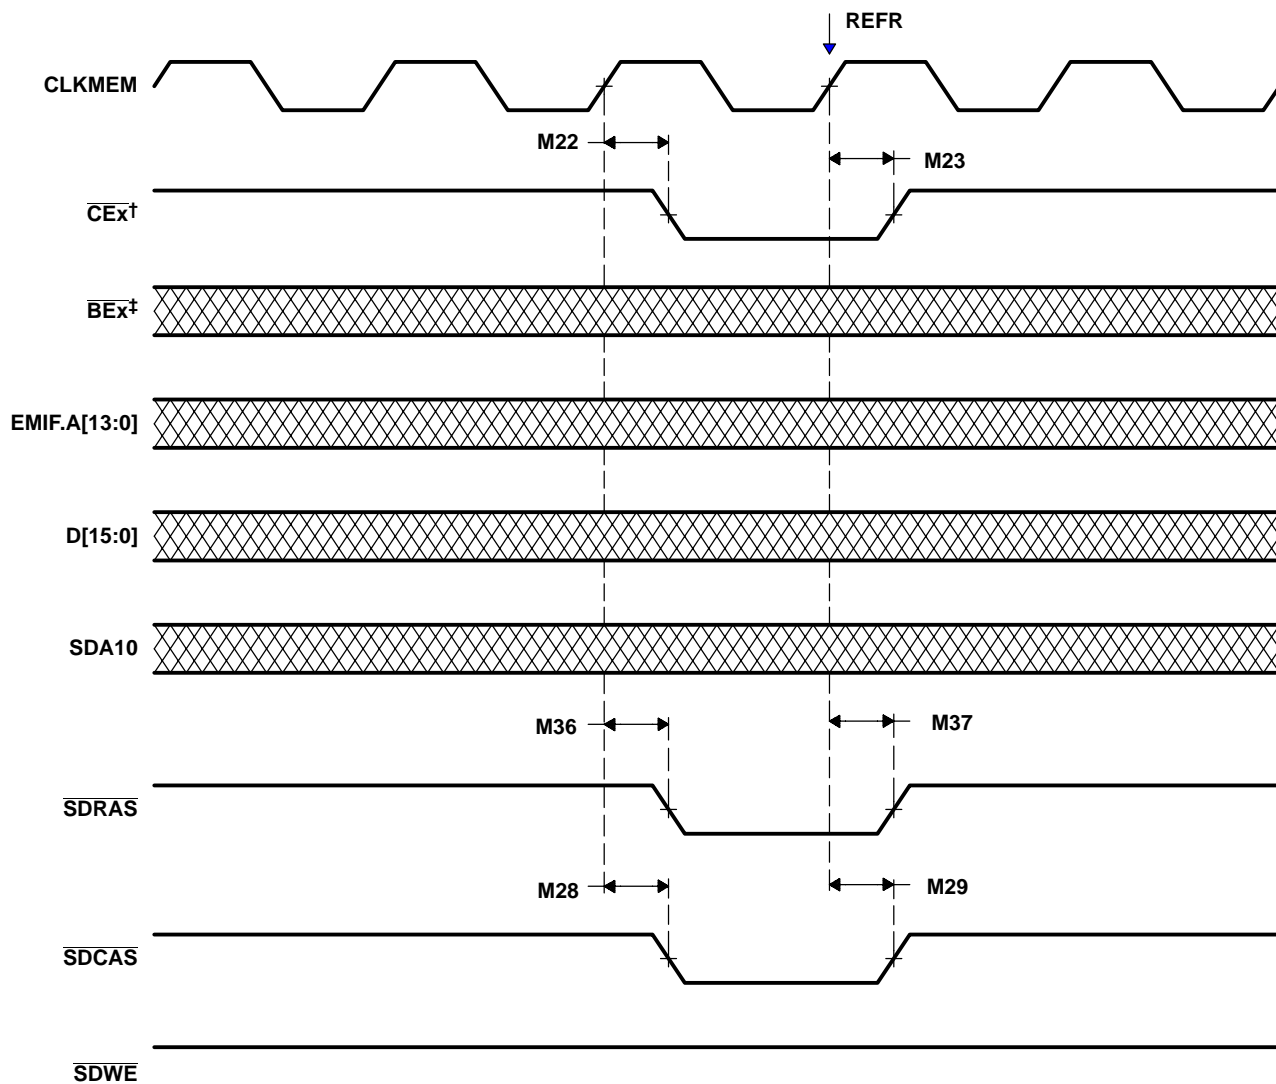 REFR
CLKMEM
M22
M23
CEx†
BEx‡
EMIF.A[13:0]
D[15:0]
SDA10
M36
M37
SDRAS
M28
M29
SDCAS
SDWE